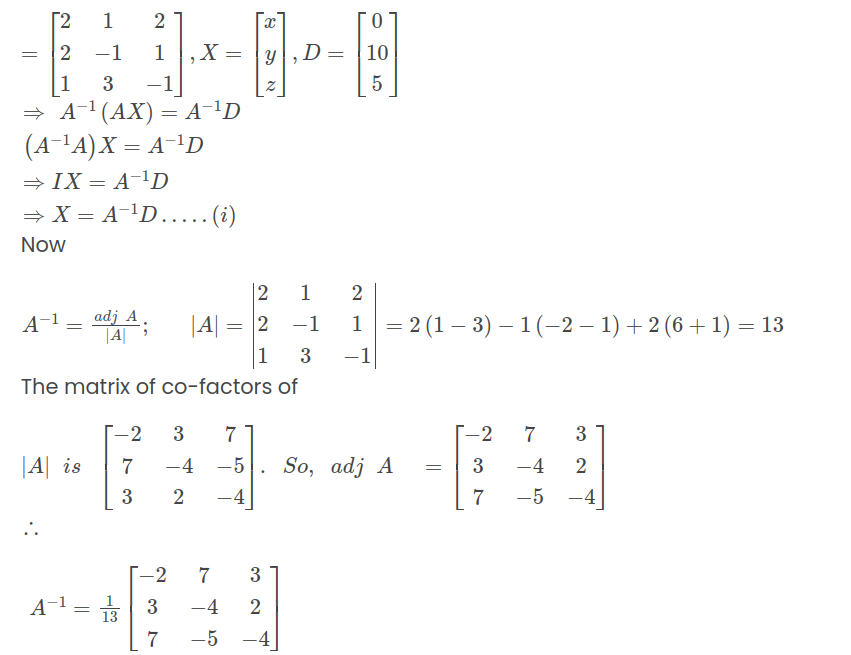 = [2 1 2; 2 −1 1; 1 3 −1], X = [x; y; z], D = [0; 10; 5]
⇒ A⁻¹(AX) = A⁻¹D
(A⁻¹A)X = A⁻¹D
⇒ IX = A⁻¹D
⇒ X = A⁻¹D.....(i)
Now
A⁻¹ = adj A / |A|; |A| = |2 1 2; 2 −1 1; 1 3 −1| = 2(1 − 3) − 1(−2 − 1) + 2(6 + 1) = 13
The matrix of co-factors of
|A| is [−2 3 7; 7 −4 −5; 3 2 −4]. So, adj A = [−2 7 3; 3 −4 2; 7 −5 −4]
∴
A⁻¹ = 1/13 [−2 7 3; 3 −4 2; 7 −5 −4]